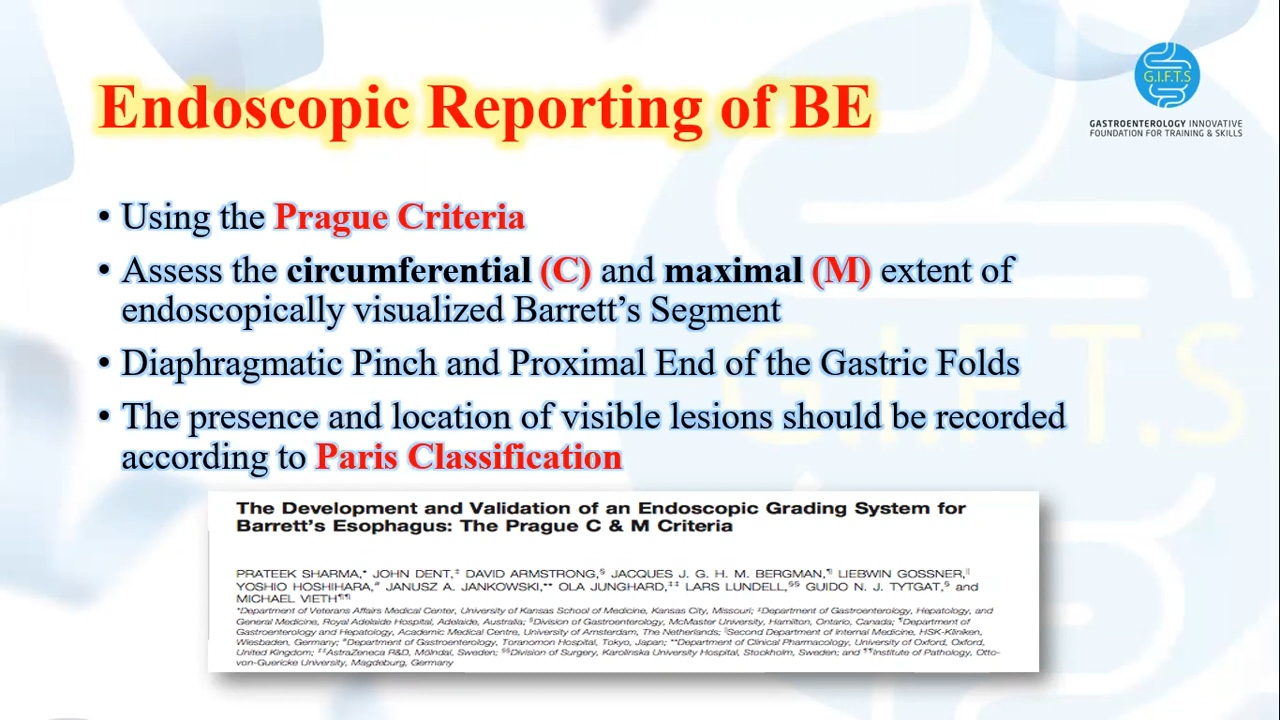 Endoscopic Reporting of BE
G.I.F.T.S
GASTROENTEROLOGY INNOVATIVE
FOUNDATION FOR TRAINING & SKILLS
• Using the Prague Criteria
• Assess the circumferential (C) and maximal (M) extent of
endoscopically visualized Barrett’s Segment
• Diaphragmatic Pinch and Proximal End of the Gastric Folds
• The presence and location of visible lesions should be recorded
according to Paris Classification
G.I.F.T.S
The Development and Validation of an Endoscopic Grading System for
Barrett’s Esophagus: The Prague C & M Criteria
PRATEEK SHARMA,* JOHN DENT,‡ DAVID ARMSTRONG,§ JACQUES J. G. H. M. BERGMAN,¶ LIEBWIN GOSSNER,∥
YOSHIO HOSHIHARA,# JANUSZ A. JANKOWSKI,** OLA JUNGHARD,‡‡ LARS LUNDELL,§§ GUIDO N. J. TYTGAT,§ and
MICHAEL VIETH¶¶
*Department of Veterans Affairs Medical Center, University of Kansas School of Medicine, Kansas City, Missouri; ‡Department of Gastroenterology, Hepatology, and
General Medicine, Royal Adelaide Hospital, Adelaide, Australia; §Division of Gastroenterology, McMaster University, Hamilton, Ontario, Canada; ¶Department of
Gastroenterology and Hepatology, Academic Medical Centre, University of Amsterdam, The Netherlands; ∥Second Department of Internal Medicine, HSK-Kliniken,
Wiesbaden, Germany; #Department of Gastroenterology, Toranomon Hospital, Tokyo, Japan; **Department of Clinical Pharmacology, University of Oxford, Oxford,
United Kingdom; ‡‡AstraZeneca R&D, Mölndal, Sweden; §§Division of Surgery, Karolinska University Hospital, Stockholm, Sweden; and ¶¶Institute of Pathology, Otto-
von-Guericke University, Magdeburg, Germany